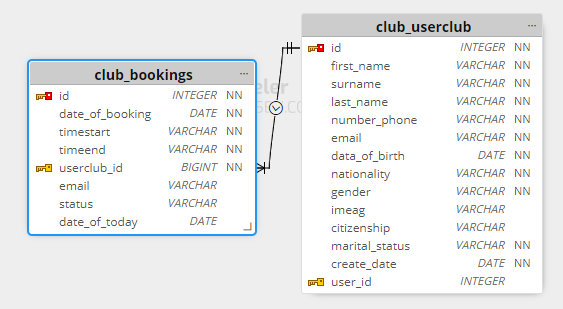 club_bookings ...
id INTEGER NN
date_of_booking DATE NN
timestart VARCHAR NN
timeend VARCHAR NN
userclub_id BIGINT NN
email VARCHAR
status VARCHAR
date_of_today DATE
club_userclub ...
id INTEGER NN
first_name VARCHAR NN
surname VARCHAR NN
last_name VARCHAR NN
number_phone VARCHAR NN
email VARCHAR NN
data_of_birth DATE NN
nationality VARCHAR NN
gender VARCHAR NN
imeag VARCHAR
citizenship VARCHAR
marital_status VARCHAR NN
create_date DATE NN
user_id INTEGER